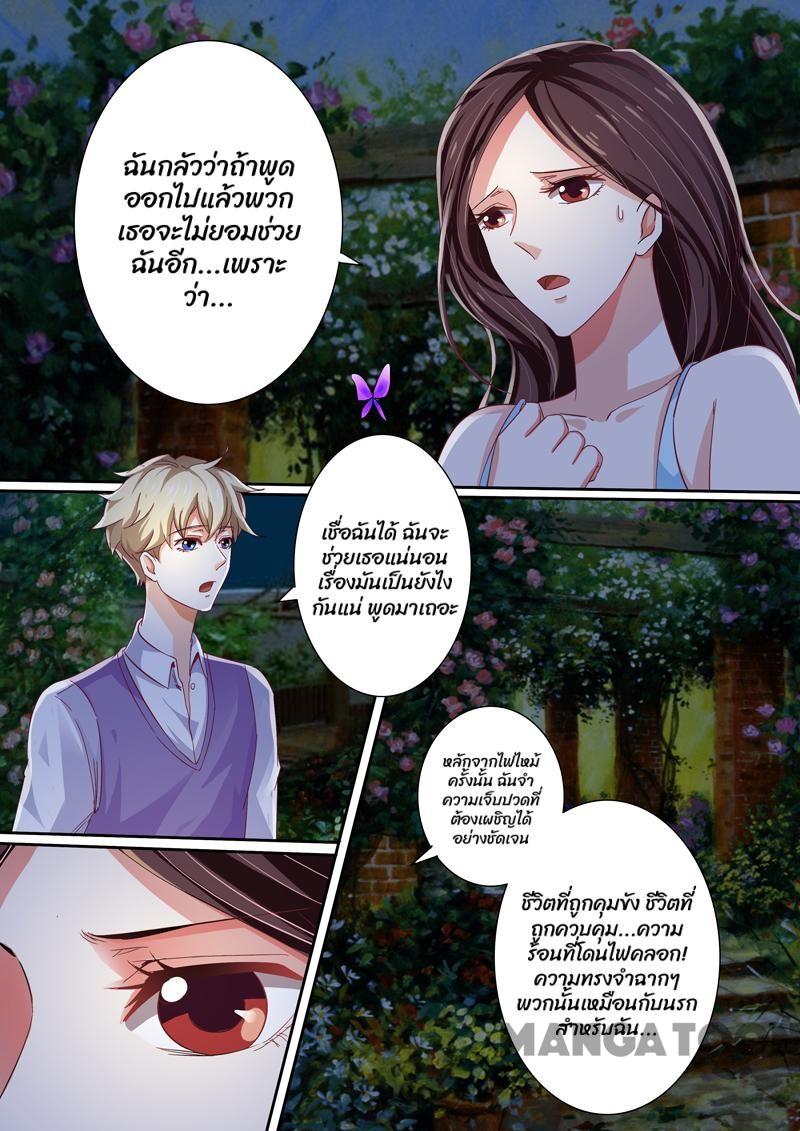 ฉันกลัวว่าถ้าพูด
ออกไปแล้วพวก
เธอจะไม่ยอมช่วย
ฉันอีก...เพราะ
ว่า...
เชื่อฉันได้ ฉันจะ
ช่วยเธอแน่นอน
เรื่องมันเป็นยังไง
กันแน่ พูดมาเถอะ
หลักจากไฟไหม้
ครั้งนั้น ฉันจำ
ความเจ็บปวดที่
ต้องเผชิญได้
อย่างชัดเจน
ชีวิตที่ถูกคุมขัง ชีวิตที่
ถูกควบคุม...ความ
ร้อนที่โดนไฟคลอก!
ความทรงจำฉากๆ
พวกนั้นเหมือนกับนรก
สำหรับฉัน...
MANGA TOON